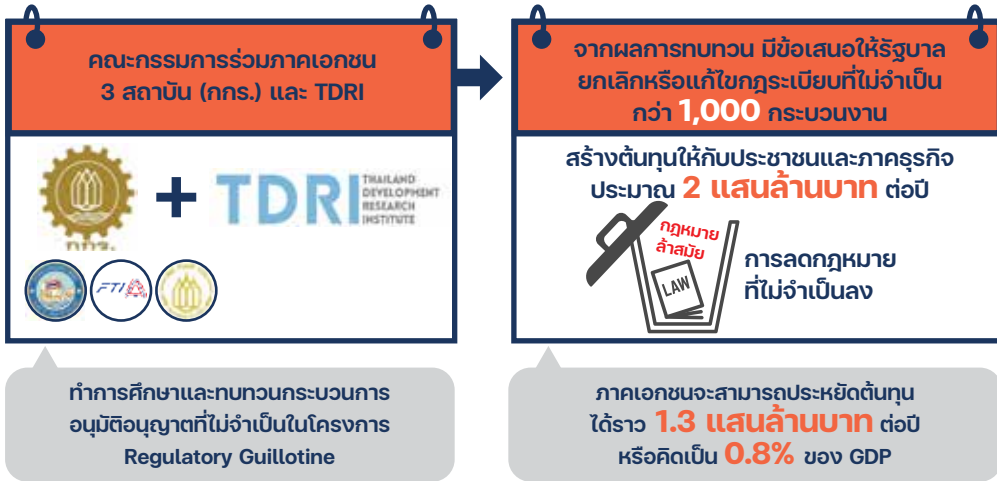 คณะกรรมการร่วมภาคเอกชน
3 สถาบัน (กกร.) และ TDRI
กกร.
+
TDRI
THAILAND
DEVELOPMENT
RESEARCH
INSTITUTE
FTI
ทำการศึกษาและทบทวนกระบวนการ
อนุมัติอนุญาตที่ไม่จำเป็นในโครงการ
Regulatory Guillotine
จากผลการทบทวน มีข้อเสนอให้รัฐบาล
ยกเลิกหรือแก้ไขกฎระเบียบที่ไม่จำเป็น
กว่า 1,000 กระบวนงาน
สร้างต้นทุนให้กับประชาชนและภาคธุรกิจ
ประมาณ 2 แสนล้านบาท ต่อปี
กฎหมาย
ล้าสมัย
LAW
การลดกฎหมาย
ที่ไม่จำเป็นลง
ภาคเอกชนจะสามารถประหยัดต้นทุน
ได้ราว 1.3 แสนล้านบาท ต่อปี
หรือคิดเป็น 0.8% ของ GDP